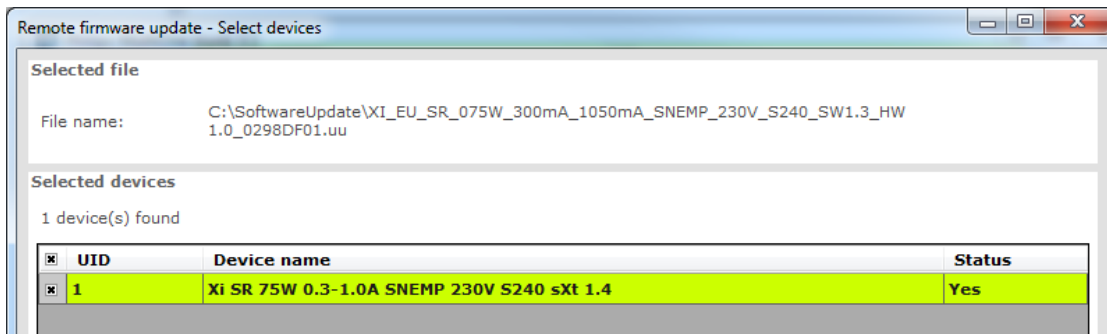 Remote firmware update - Select devices
Selected file
File name:
C:\SoftwareUpdate\XI_EU_SR_075W_300mA_1050mA_SNEMP_230V_S240_SW1.3_HW
1.0_0298DF01.uu
Selected devices
1 device(s) found
UID Device name Status
1 Xi SR 75W 0.3-1.0A SNEMP 230V S240 sXt 1.4 Yes